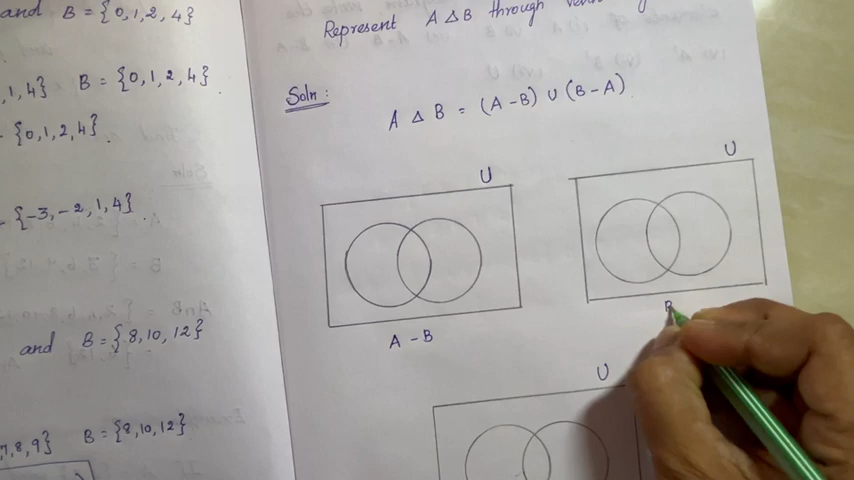 and B = {0, 1, 2, 4}
, 1, 4} B = {0, 1, 2, 4}.
{0, 1, 2, 4}.
{-3, -2, 1, 4}.
and B = {8, 10, 12}
7, 8, 9} B = {8, 10, 12}
Represent A Δ B through
Soln :
A Δ B = (A - B) ∪ (B - A)
U
U
A - B
B
U